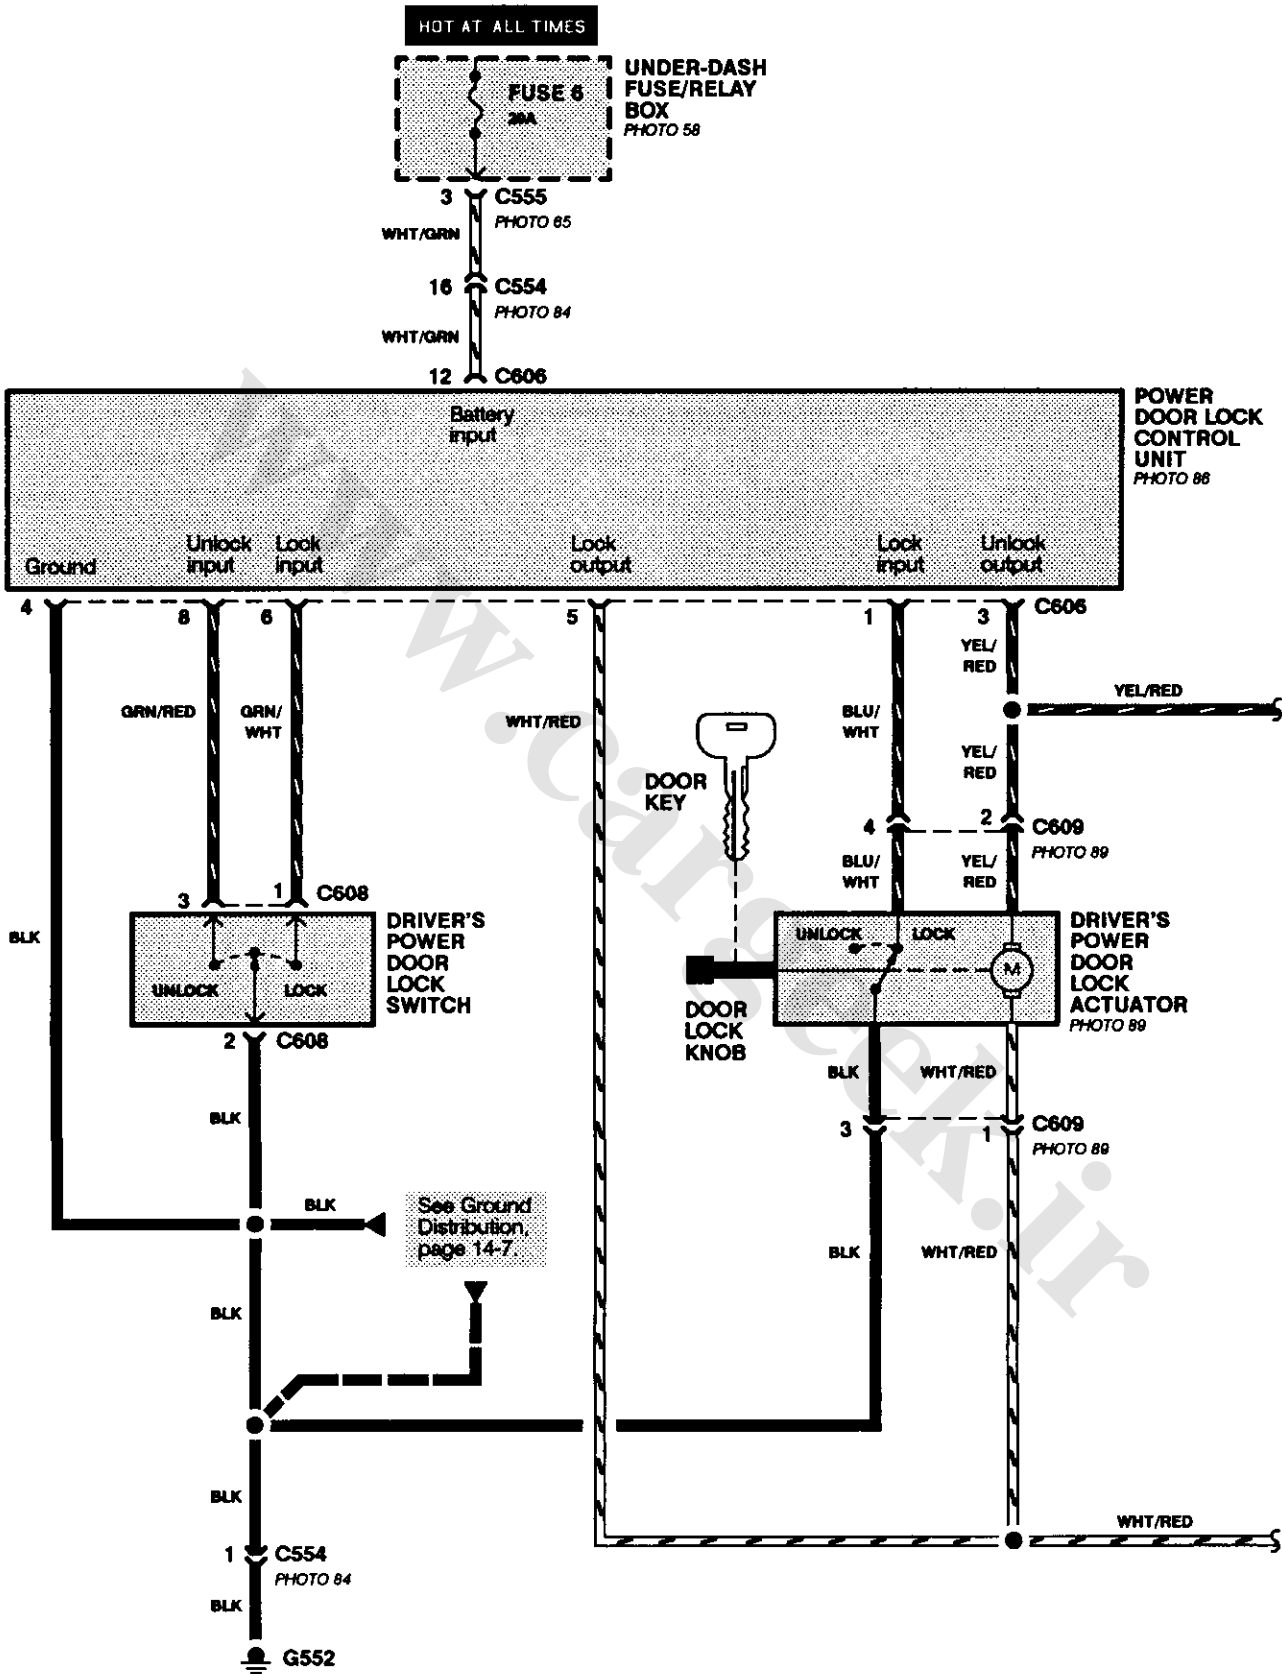 HOT AT ALL TIMES
UNDER-DASH
FUSE/RELAY
BOX
PHOTO 58
FUSE 6
20A
3
C555
PHOTO 65
WHT/GRN
16
C554
PHOTO 84
WHT/GRN
12
C606
POWER
DOOR LOCK
CONTROL
UNIT
PHOTO 86
Battery
input
Ground
Unlock
input
Lock
input
Lock
output
Lock
input
Unlock
output
4
8
6
5
1
3
C606
YEL/
RED
YEL/RED
GRN/RED
GRN/
WHT
WHT/RED
BLU/
WHT
YEL/
RED
DOOR
KEY
4
2
C609
PHOTO 89
BLU/
WHT
YEL/
RED
3
1
C608
BLK
DRIVER'S
POWER
DOOR
LOCK
SWITCH
UNLOCK
LOCK
UNLOCK
LOCK
M
DRIVER'S
POWER
DOOR
LOCK
ACTUATOR
PHOTO 89
DOOR
LOCK
KNOB
2
C608
BLK
BLK
WHT/RED
3
1
C609
PHOTO 89
BLK
See Ground
Distribution,
page 14-7
BLK
WHT/RED
BLK
BLK
WHT/RED
1
C554
PHOTO 84
BLK
G552
www.cargeek.ir